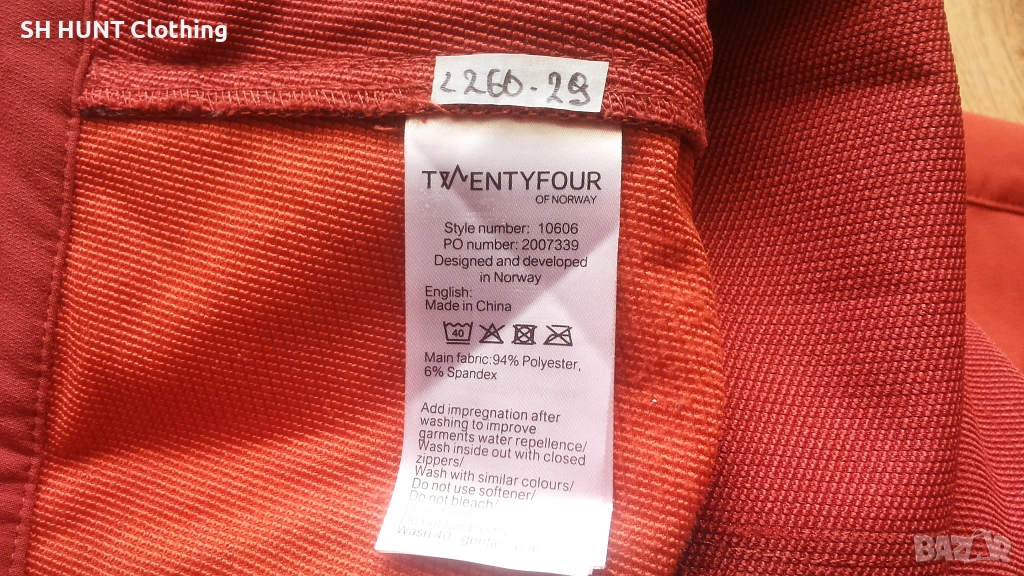 SH HUNT Clothing
2260-29
TWENTYFOUR
OF NORWAY
Style number: 10606
PO number: 2007339
Designed and developed
in Norway
English:
Made in China
40
Main fabric:94% Polyester,
6% Spandex
Add impregnation after
washing to improve
garments water repellence/
Wash inside out with closed
zippers/
Wash with similar colours/
Do not use softener/
Do not bleach/
Wash
BAZAR